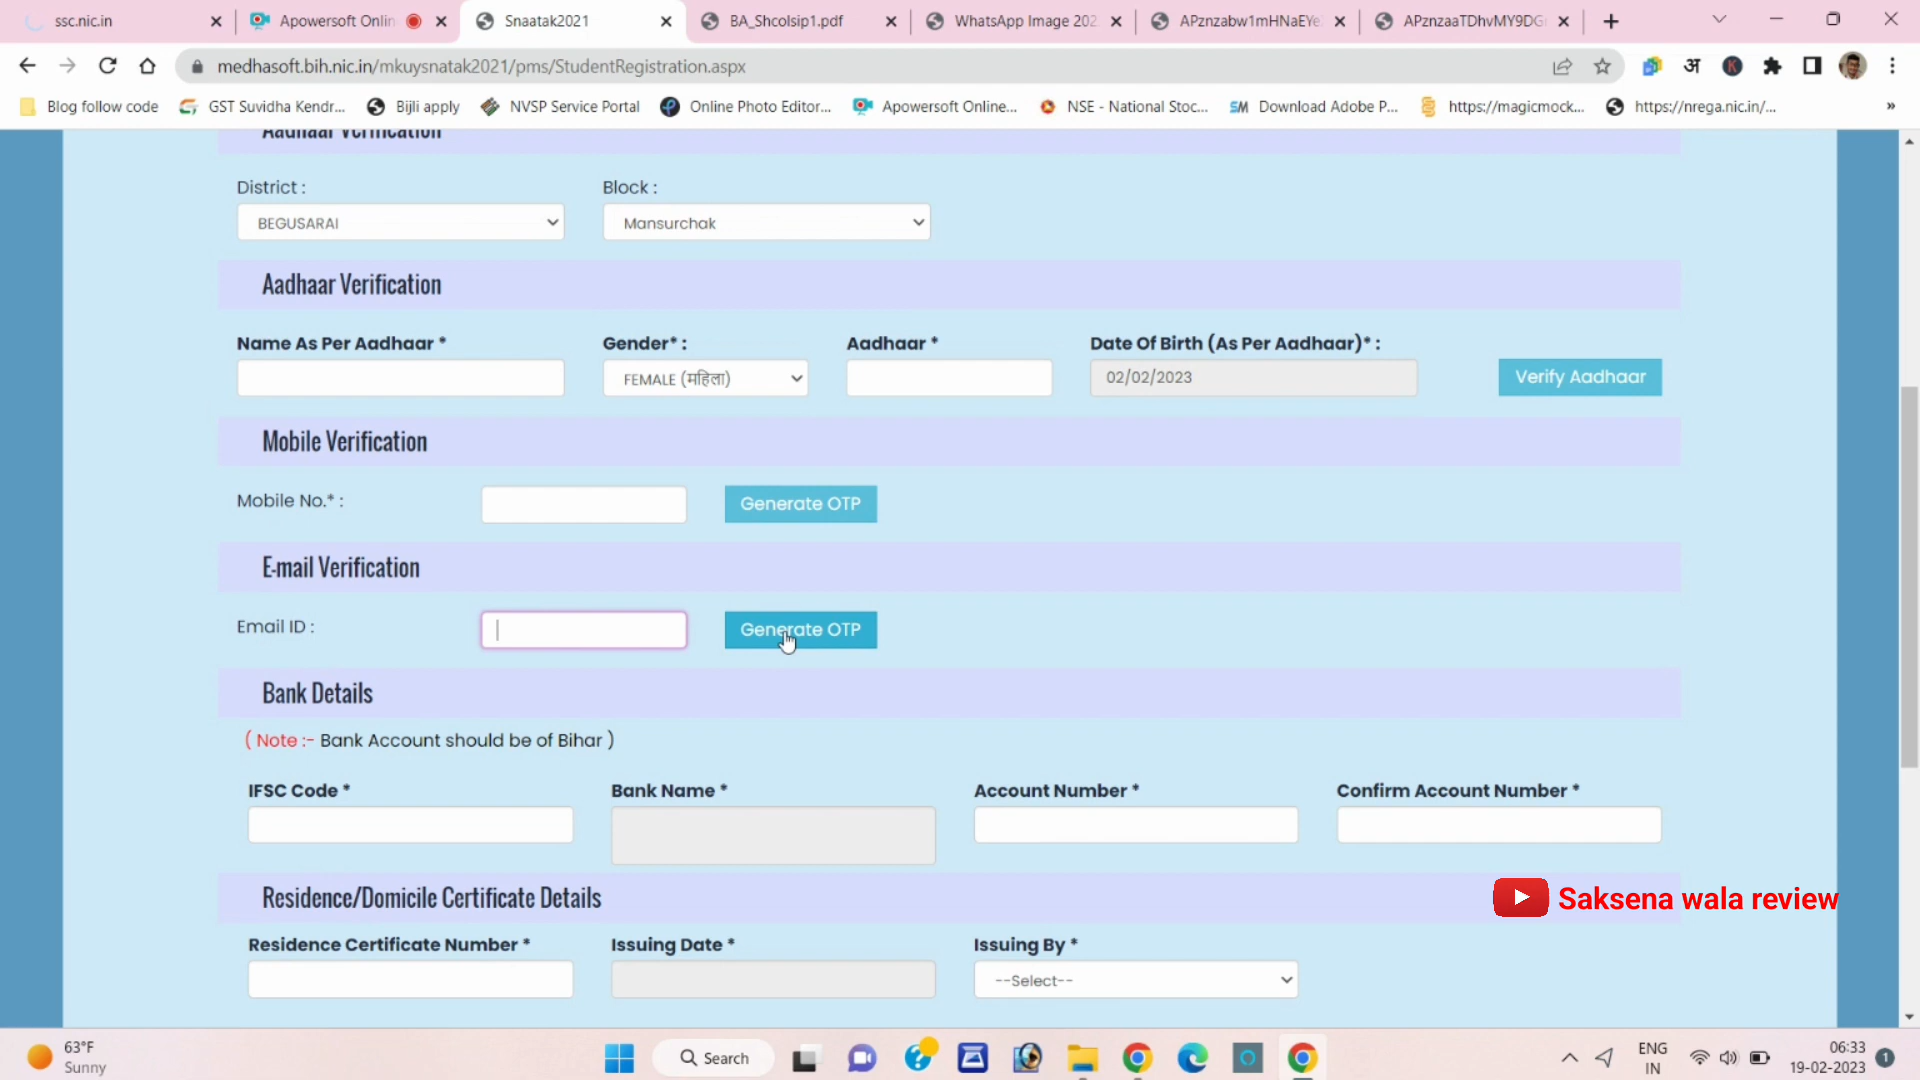 ssc.nic.in
Apowersoft Onlin
Snaatak2021
BA_Shcolsip1.pdf
WhatsApp Image 202
APznzabw1mHNaEYe
APznzaaTDhvMY9DG
medhasoft.bih.nic.in/mkuysnatak2021/pms/StudentRegistration.aspx
अ
K
Blog follow code
GST Suvidha Kendr...
Bijli apply
NVSP Service Portal
Online Photo Editor...
Apowersoft Online...
NSE - National Stoc...
SM Download Adobe P...
https://magicmock...
https://nrega.nic.in/...
»
Aadhaar Verification
District :
Block :
BEGUSARAI
Mansurchak
Aadhaar Verification
Name As Per Aadhaar *
Gender* :
Aadhaar *
Date Of Birth (As Per Aadhaar)* :
FEMALE (महिला)
02/02/2023
Verify Aadhaar
Mobile Verification
Mobile No.* :
Generate OTP
E-mail Verification
Email ID :
Generate OTP
Bank Details
( Note :- Bank Account should be of Bihar )
IFSC Code *
Bank Name *
Account Number *
Confirm Account Number *
Residence/Domicile Certificate Details
Saksena wala review
Residence Certificate Number *
Issuing Date *
Issuing By *
--Select--
63°F
Sunny
Search
ENG
IN
06:33
19-02-2023
1